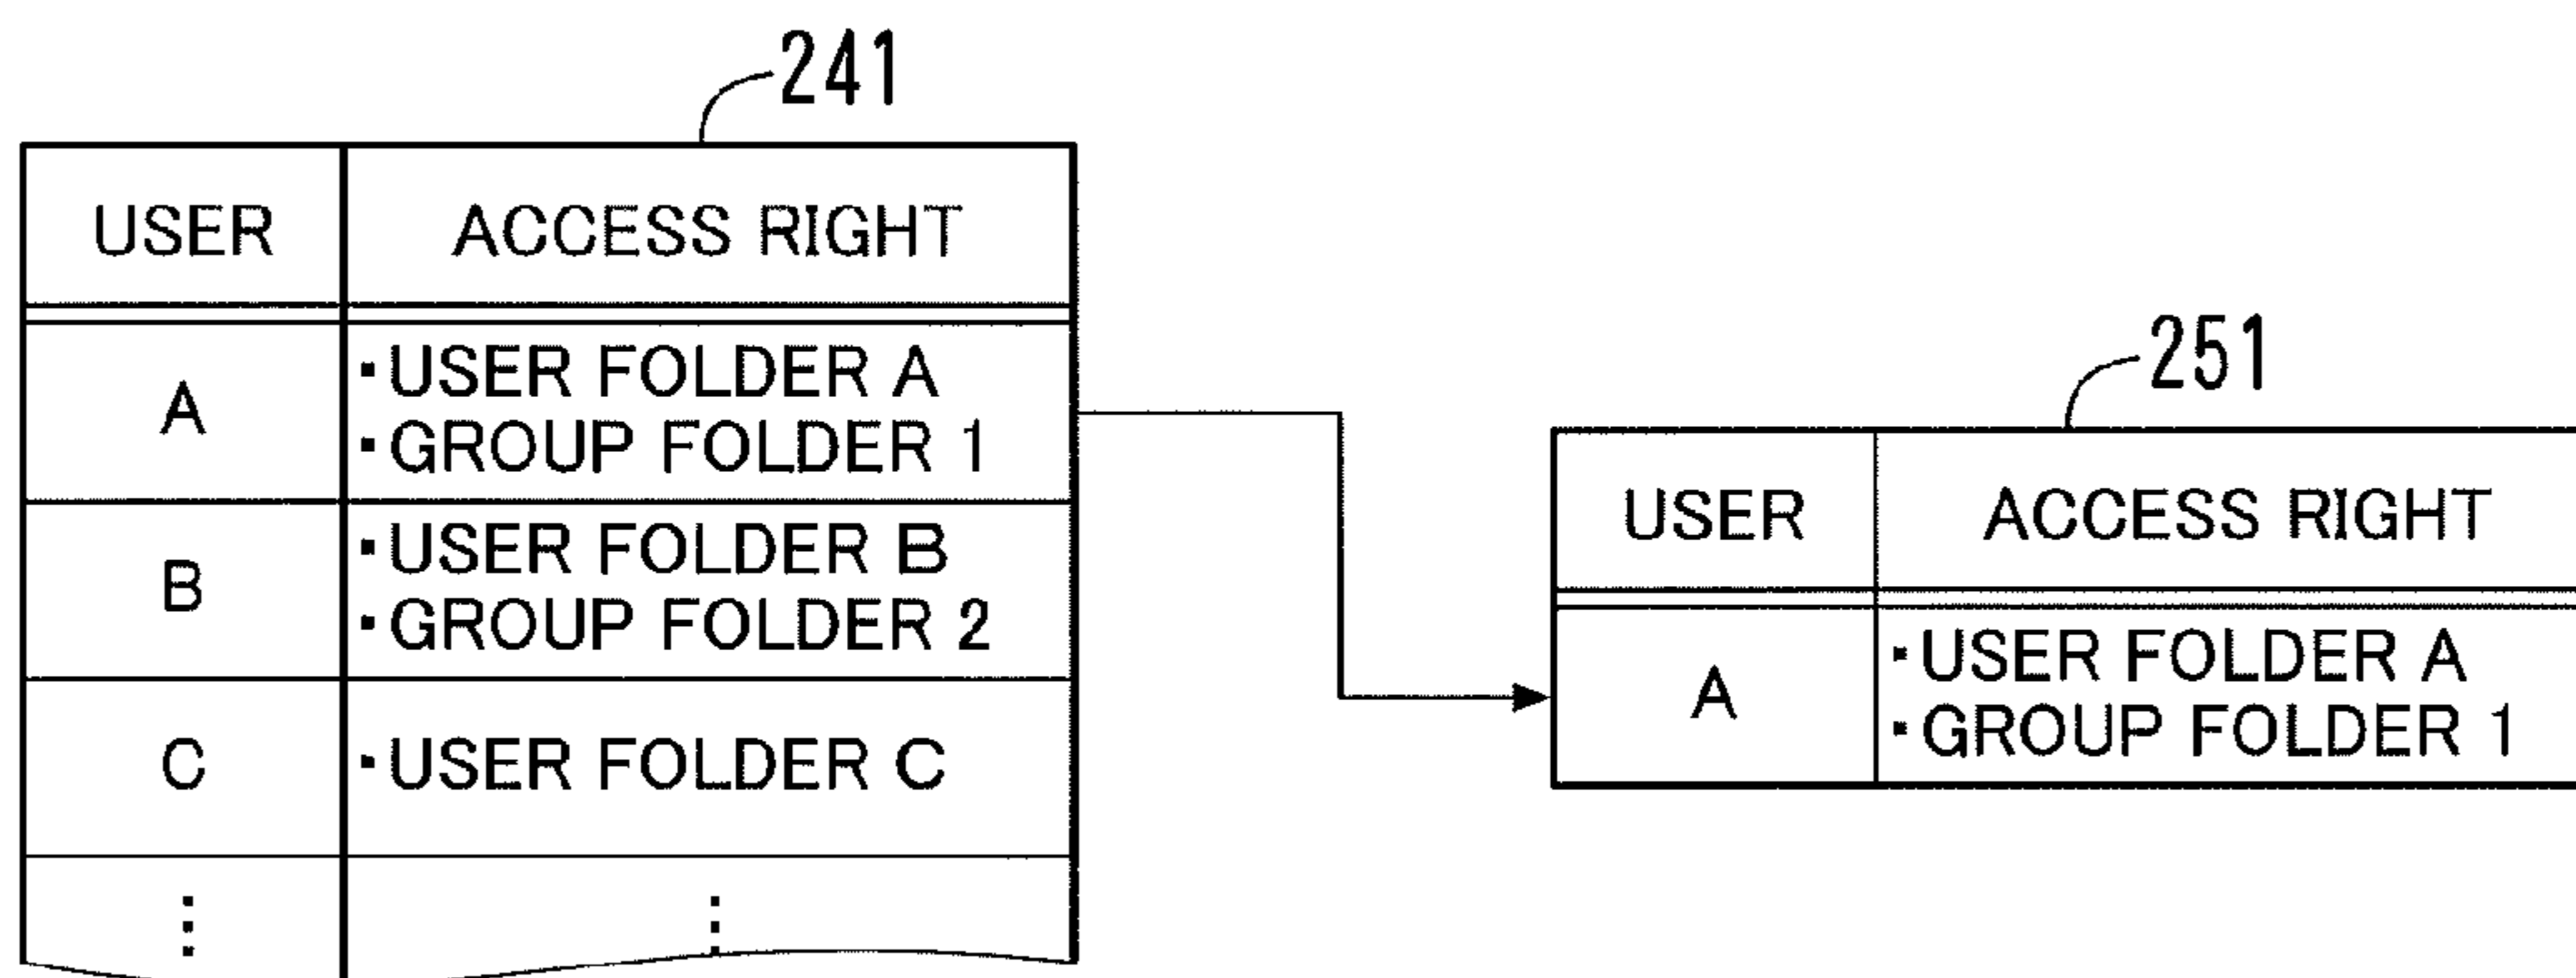 241
USER ACCESS RIGHT
A
・USER FOLDER A
・GROUP FOLDER 1
B
・USER FOLDER B
・GROUP FOLDER 2
C ・USER FOLDER C
⋮ ⋮
251
USER ACCESS RIGHT
A
・USER FOLDER A
・GROUP FOLDER 1